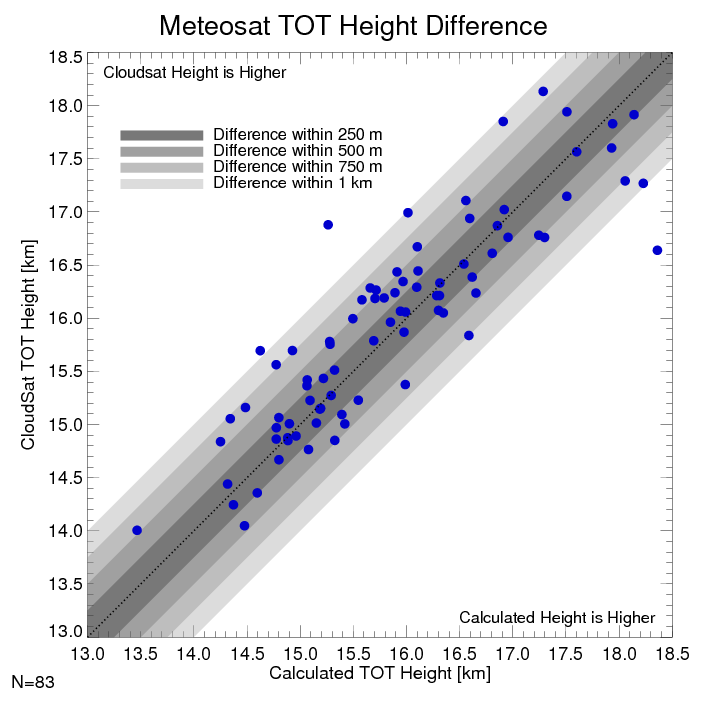 Meteosat TOT Height Difference
Cloudsat Height is Higher
Difference within 250 m
Difference within 500 m
Difference within 750 m
Difference within 1 km
CloudSat TOT Height [km]
18.5
18.0
17.5
17.0
16.5
16.0
15.5
15.0
14.5
14.0
13.5
13.0
Calculated Height is Higher
13.0 13.5 14.0 14.5 15.0 15.5 16.0 16.5 17.0 17.5 18.0 18.5
Calculated TOT Height [km]
N=83